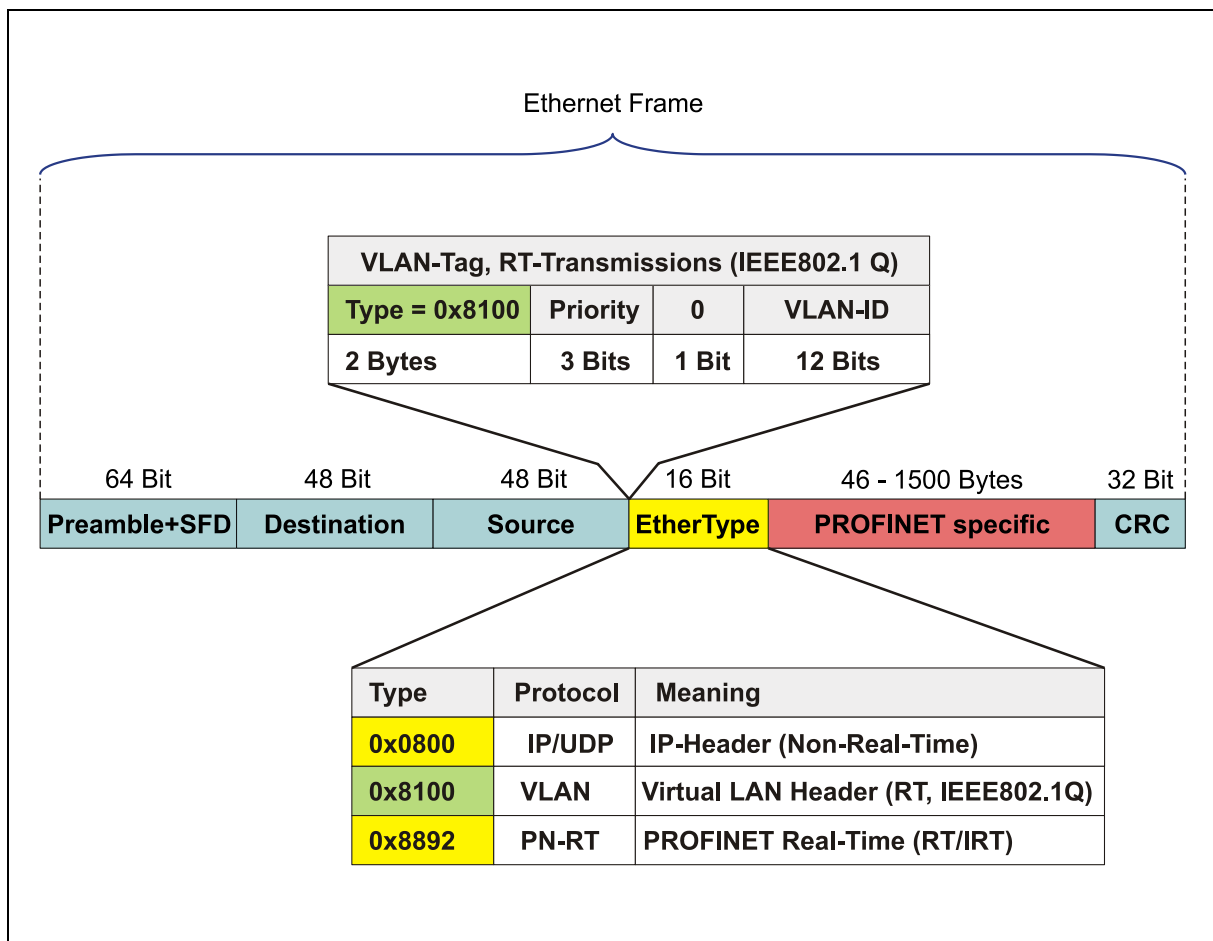 Ethernet Frame
VLAN-Tag, RT-Transmissions (IEEE802.1 Q)
Type = 0x8100 Priority 0 VLAN-ID
2 Bytes 3 Bits 1 Bit 12 Bits
64 Bit 48 Bit 48 Bit 16 Bit 46 - 1500 Bytes 32 Bit
Preamble+SFD Destination Source EtherType PROFINET specific CRC
Type Protocol Meaning
0x0800 IP/UDP IP-Header (Non-Real-Time)
0x8100 VLAN Virtual LAN Header (RT, IEEE802.1Q)
0x8892 PN-RT PROFINET Real-Time (RT/IRT)